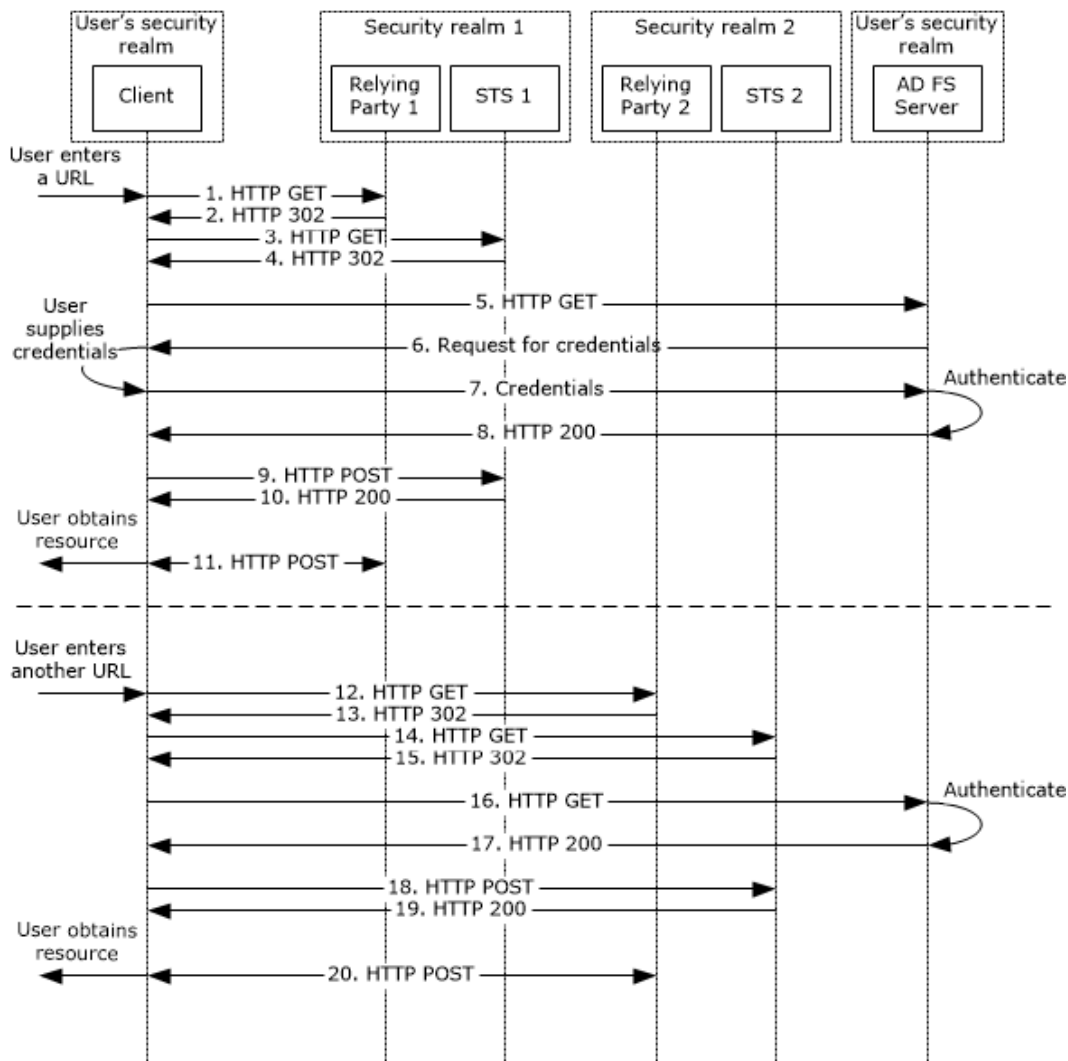 User's security
realm
Security realm 1
Security realm 2
User's security
realm
Client
Relying
Party 1
STS 1
Relying
Party 2
STS 2
AD FS
Server
User enters
a URL
1. HTTP GET
2. HTTP 302
3. HTTP GET
4. HTTP 302
5. HTTP GET
User
supplies
credentials
6. Request for credentials
7. Credentials
Authenticate
8. HTTP 200
9. HTTP POST
10. HTTP 200
User obtains
resource
11. HTTP POST
User enters
another URL
12. HTTP GET
13. HTTP 302
14. HTTP GET
15. HTTP 302
16. HTTP GET
Authenticate
17. HTTP 200
18. HTTP POST
19. HTTP 200
User obtains
resource
20. HTTP POST